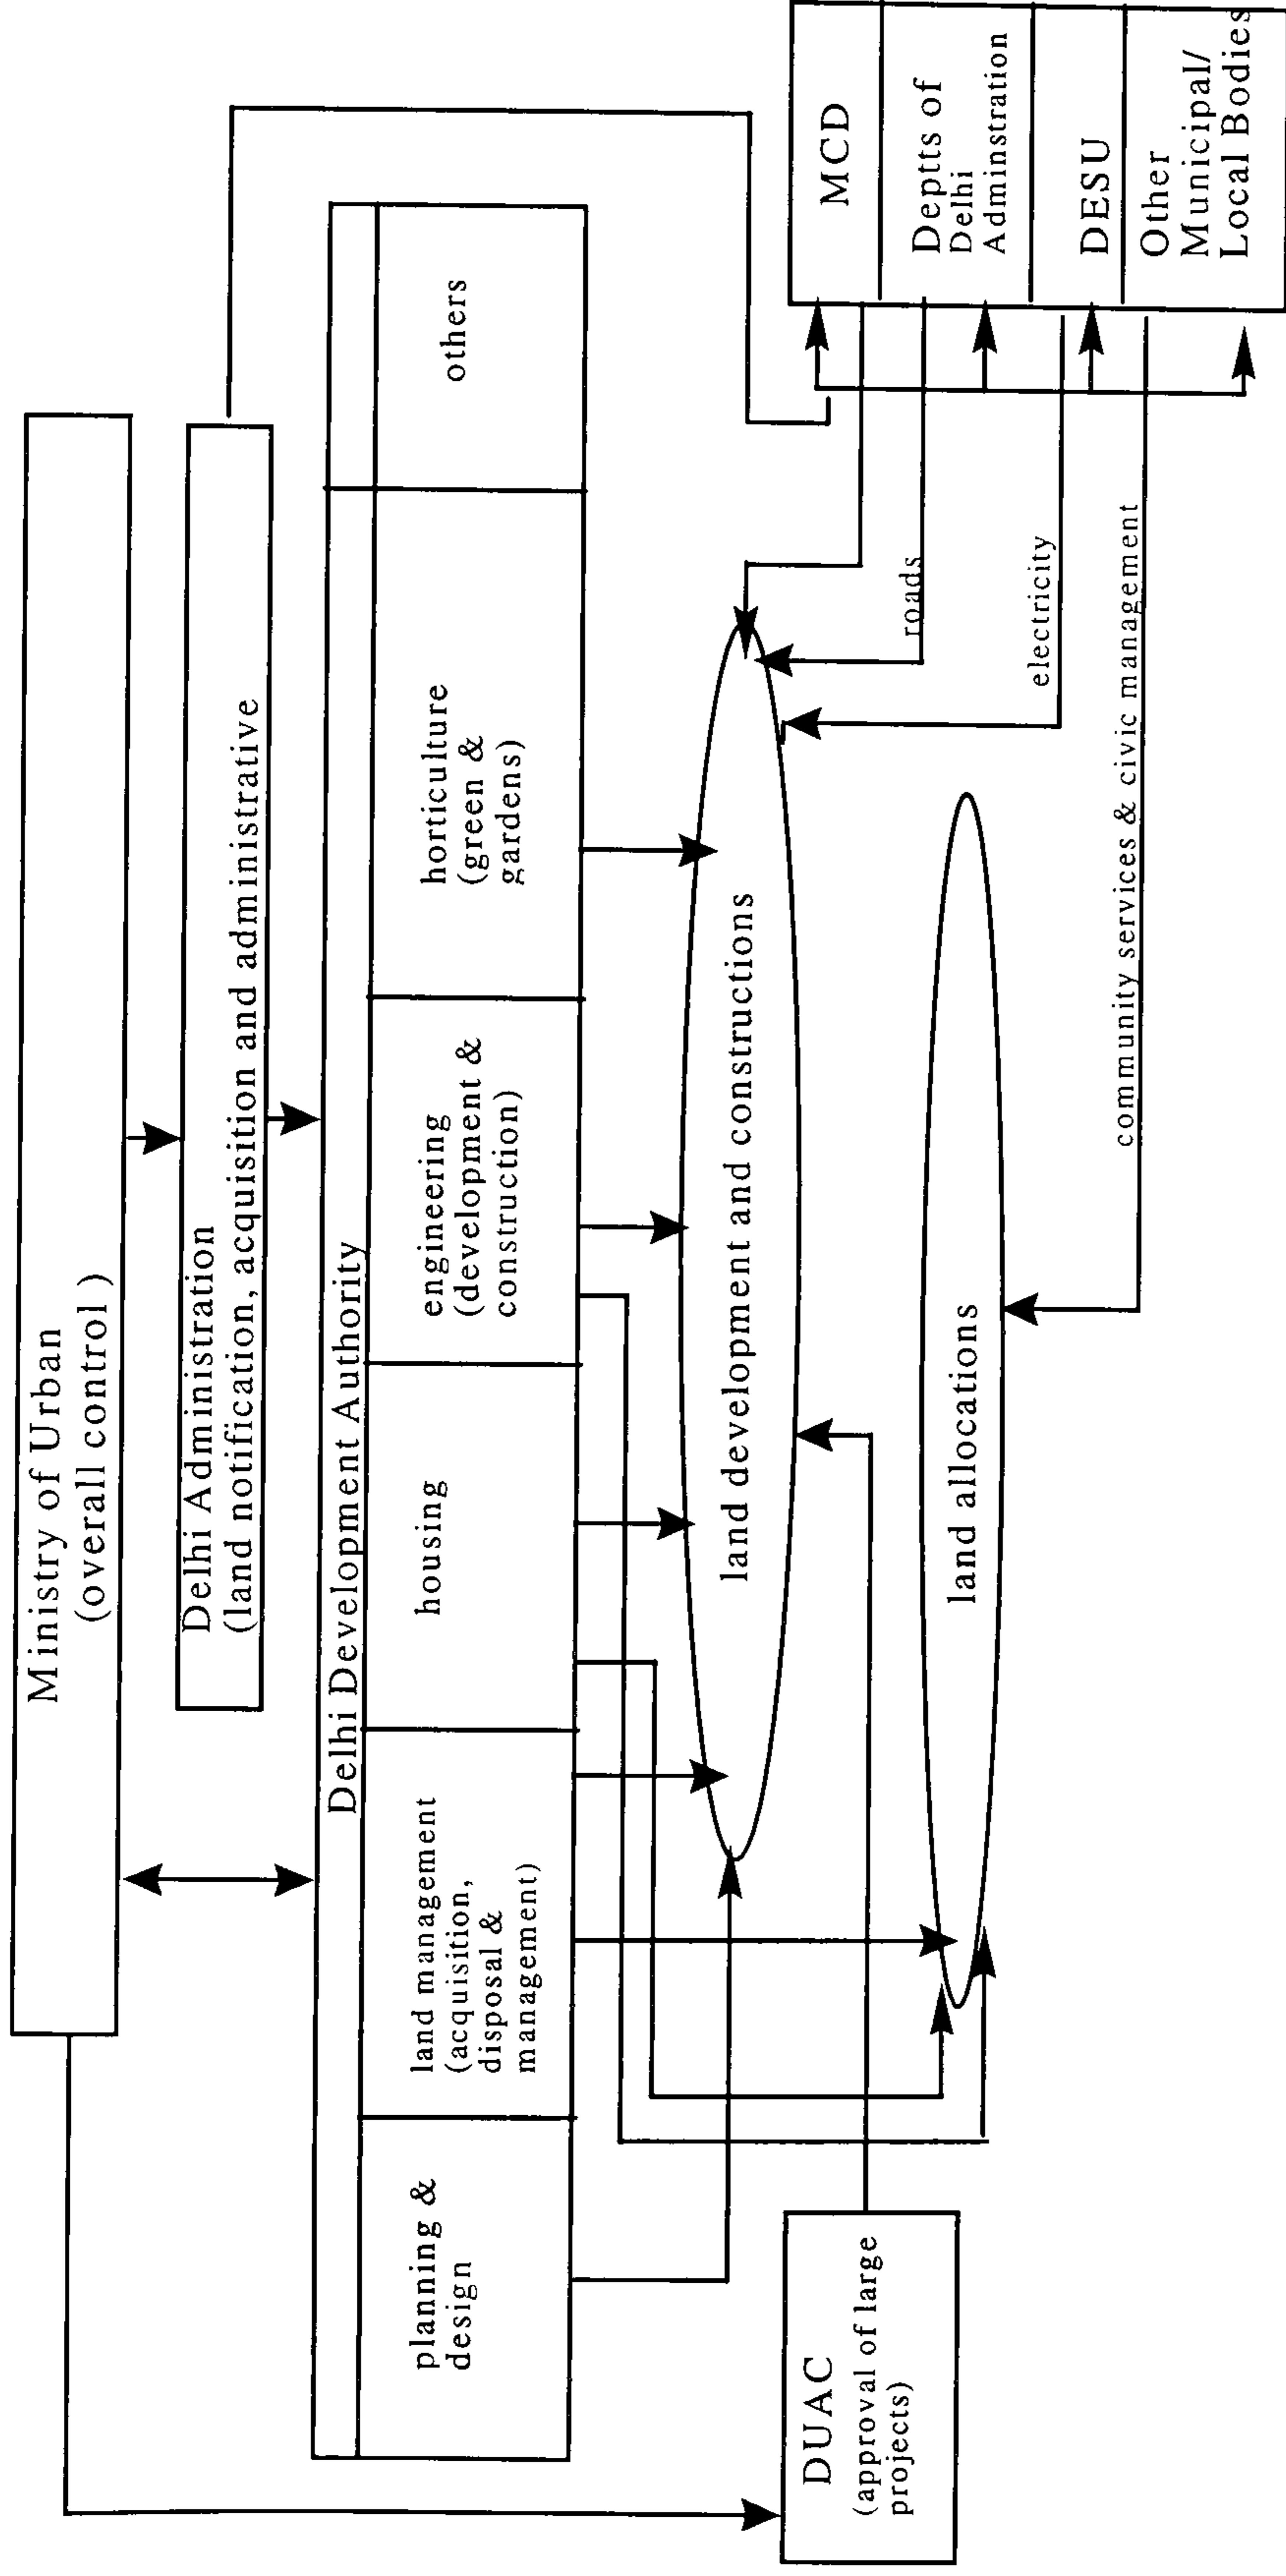 Ministry of Urban
(overall control )
Delhi Administration
(land notification, acquisition and administrative
Delhi Development Authority
planning &
design
land management
(acquisition,
disposal &
management)
housing
engineering
(development &
construction)
horticulture
(green &
gardens)
others
land development and constructions
land allocations
DUAC
(approval of large
projects)
MCD
Deptts of
Delhi
Adminstration
DESU
Other
Municipal/
Local Bodies
roads
electricity
community services & civic management